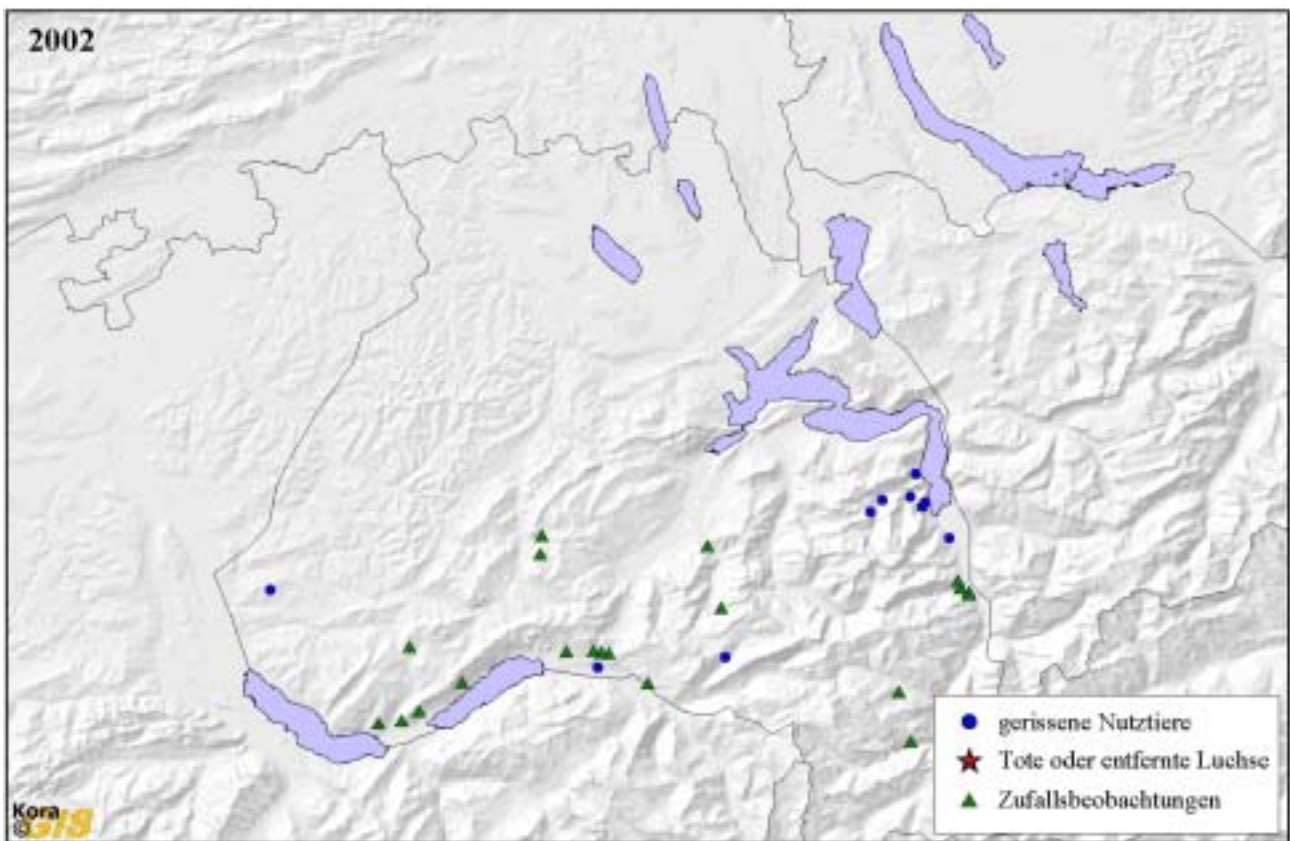 2002
gerissene Nutztiere
Tote oder entfernte Luchse
Zufallsbeobachtungen
Kora
© GIS